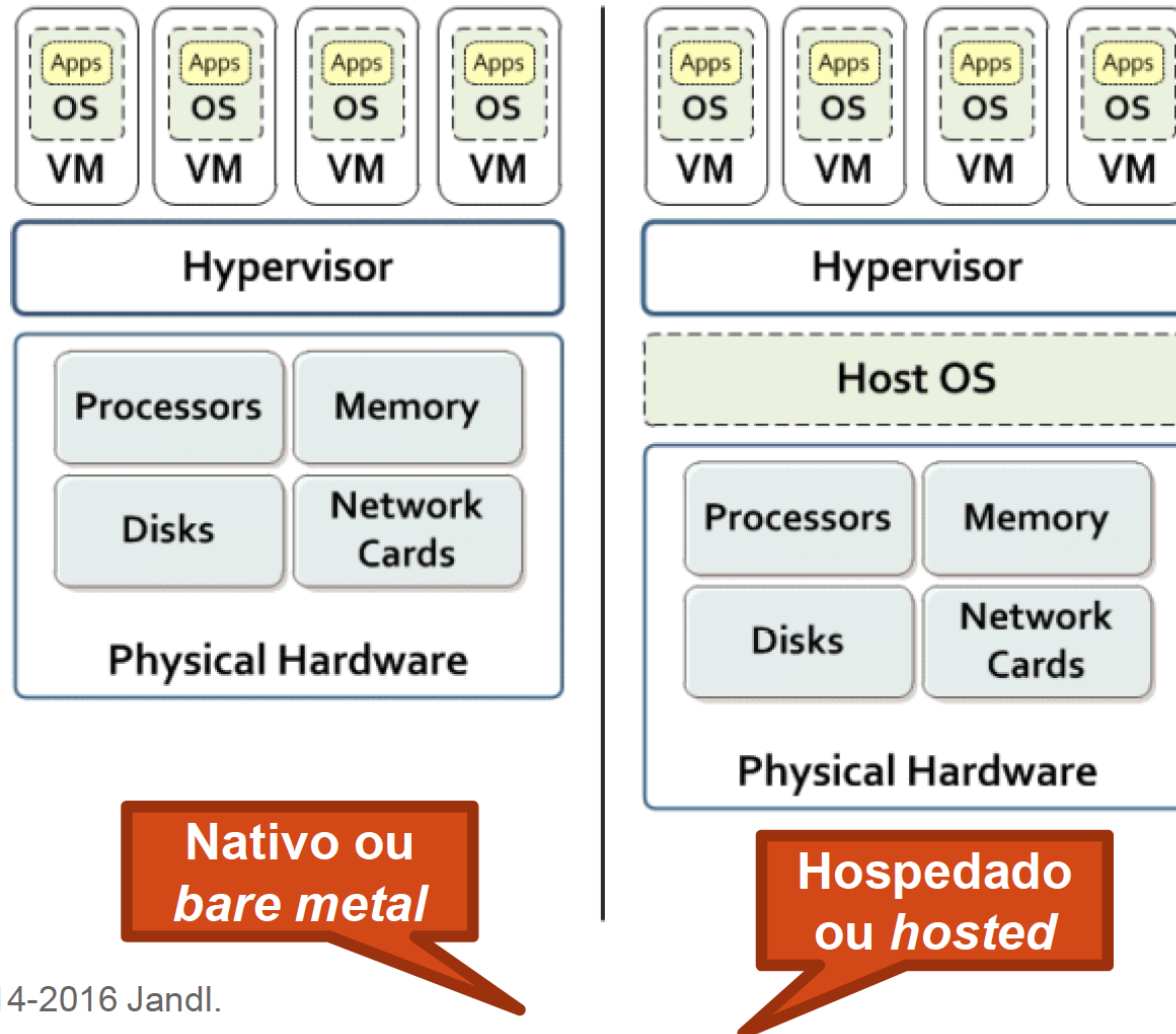 Apps
OS
VM
Apps
OS
VM
Apps
OS
VM
Apps
OS
VM
Hypervisor
Processors
Memory
Disks
Network
Cards
Physical Hardware
Nativo ou
bare metal
Apps
OS
VM
Apps
OS
VM
Apps
OS
VM
Apps
OS
VM
Hypervisor
Host OS
Processors
Memory
Disks
Network
Cards
Physical Hardware
Hospedado
ou hosted
4-2016 Jandl.